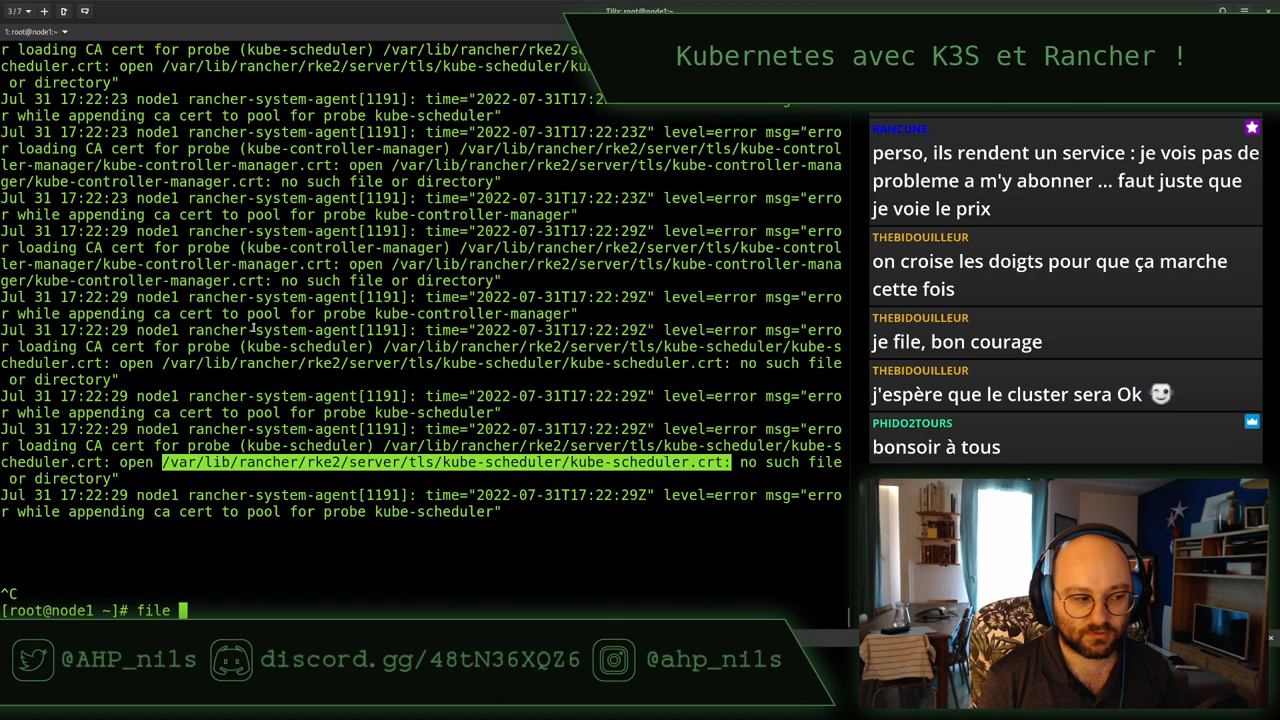 3/7
Tilix: root@node1:~
1: root@node1:~
r loading CA cert for probe (kube-scheduler) /var/lib/rancher/rke2/se
cheduler.crt: open /var/lib/rancher/rke2/server/tls/kube-scheduler/ku
or directory"
Jul 31 17:22:23 node1 rancher-system-agent[1191]: time="2022-07-31T17:2
r while appending ca cert to pool for probe kube-scheduler"
Jul 31 17:22:23 node1 rancher-system-agent[1191]: time="2022-07-31T17:22:23Z" level=error msg="erro
r loading CA cert for probe (kube-controller-manager) /var/lib/rancher/rke2/server/tls/kube-control
ler-manager/kube-controller-manager.crt: open /var/lib/rancher/rke2/server/tls/kube-controller-mana
ger/kube-controller-manager.crt: no such file or directory"
Jul 31 17:22:23 node1 rancher-system-agent[1191]: time="2022-07-31T17:22:23Z" level=error msg="erro
r while appending ca cert to pool for probe kube-controller-manager"
Jul 31 17:22:29 node1 rancher-system-agent[1191]: time="2022-07-31T17:22:29Z" level=error msg="erro
r loading CA cert for probe (kube-controller-manager) /var/lib/rancher/rke2/server/tls/kube-control
ler-manager/kube-controller-manager.crt: open /var/lib/rancher/rke2/server/tls/kube-controller-mana
ger/kube-controller-manager.crt: no such file or directory"
Jul 31 17:22:29 node1 rancher-system-agent[1191]: time="2022-07-31T17:22:29Z" level=error msg="erro
r while appending ca cert to pool for probe kube-controller-manager"
Jul 31 17:22:29 node1 rancher-system-agent[1191]: time="2022-07-31T17:22:29Z" level=error msg="erro
r loading CA cert for probe (kube-scheduler) /var/lib/rancher/rke2/server/tls/kube-scheduler/kube-s
cheduler.crt: open /var/lib/rancher/rke2/server/tls/kube-scheduler/kube-scheduler.crt: no such file
or directory"
Jul 31 17:22:29 node1 rancher-system-agent[1191]: time="2022-07-31T17:22:29Z" level=error msg="erro
r while appending ca cert to pool for probe kube-scheduler"
Jul 31 17:22:29 node1 rancher-system-agent[1191]: time="2022-07-31T17:22:29Z" level=error msg="erro
r loading CA cert for probe (kube-scheduler) /var/lib/rancher/rke2/server/tls/kube-scheduler/kube-s
cheduler.crt: open /var/lib/rancher/rke2/server/tls/kube-scheduler/kube-scheduler.crt: no such file
or directory"
Jul 31 17:22:29 node1 rancher-system-agent[1191]: time="2022-07-31T17:22:29Z" level=error msg="erro
r while appending ca cert to pool for probe kube-scheduler"
^C
[root@node1 ~]# file
Kubernetes avec K3S et Rancher !
RANCUNE_
perso, ils rendent un service : je vois pas de
probleme a m'y abonner ... faut juste que
je voie le prix
THEBIDOUILLEUR
on croise les doigts pour que ça marche
cette fois
THEBIDOUILLEUR
je file, bon courage
THEBIDOUILLEUR
j'espère que le cluster sera Ok
PHIDO2TOURS
bonsoir à tous
@AHP_nils
discord.gg/48tN36XQZ6
@ahp_nils